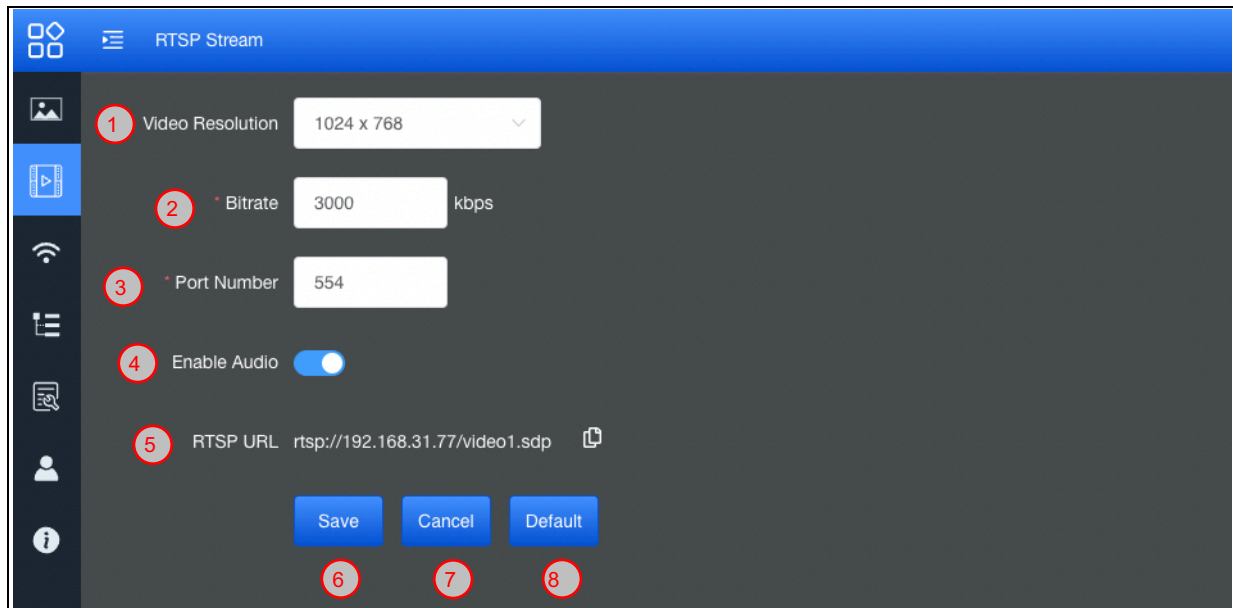 RTSP Stream
1 Video Resolution 1024 x 768
2 * Bitrate 3000 kbps
3 * Port Number 554
4 Enable Audio
5 RTSP URL rtsp://192.168.31.77/video1.sdp
Save Cancel Default
6 7 8